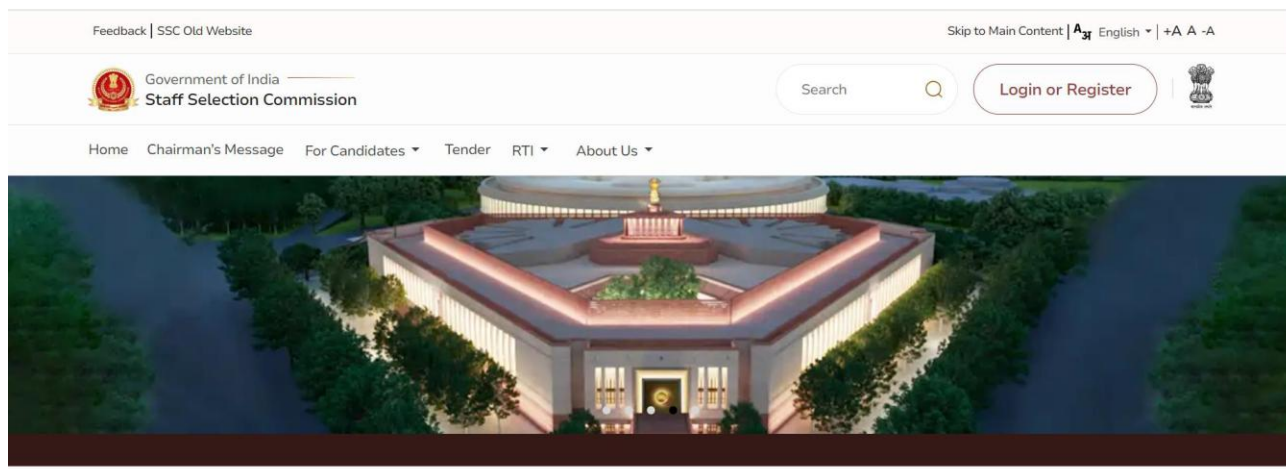 Feedback | SSC Old Website
Skip to Main Content | Aअ English | +A A -A
Government of India
Staff Selection Commission
Search
Login or Register
Home Chairman's Message For Candidates Tender RTI About Us